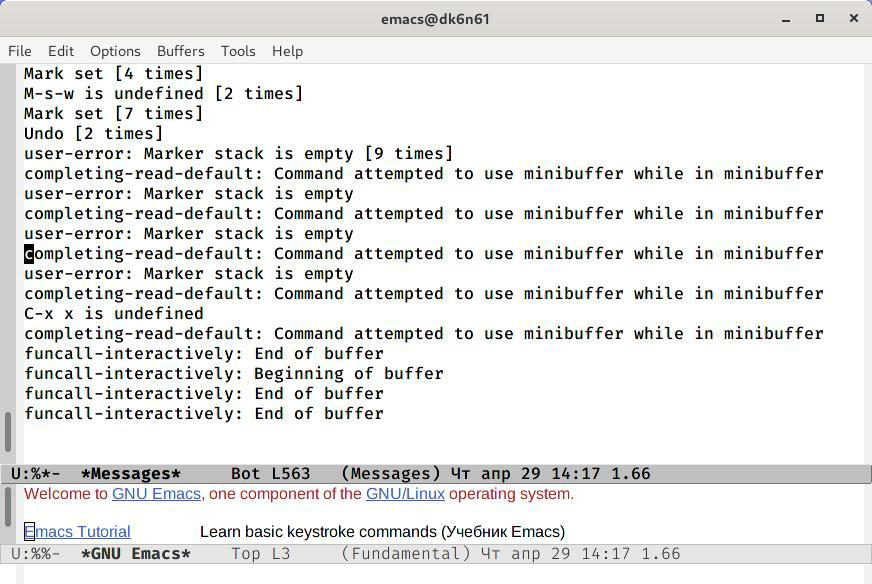 emacs@dk6n61
File Edit Options Buffers Tools Help
Mark set [4 times]
M-s-w is undefined [2 times]
Mark set [7 times]
Undo [2 times]
user-error: Marker stack is empty [9 times]
completing-read-default: Command attempted to use minibuffer while in minibuffer
user-error: Marker stack is empty
completing-read-default: Command attempted to use minibuffer while in minibuffer
user-error: Marker stack is empty
completing-read-default: Command attempted to use minibuffer while in minibuffer
user-error: Marker stack is empty
completing-read-default: Command attempted to use minibuffer while in minibuffer
C-x x is undefined
completing-read-default: Command attempted to use minibuffer while in minibuffer
funcall-interactively: End of buffer
funcall-interactively: Beginning of buffer
funcall-interactively: End of buffer
funcall-interactively: End of buffer
U:%*- *Messages* Bot L563 (Messages) Чт апр 29 14:17 1.66
Welcome to GNU Emacs, one component of the GNU/Linux operating system.
Emacs Tutorial Learn basic keystroke commands (Учебник Emacs)
U:%%- *GNU Emacs* Top L3 (Fundamental) Чт апр 29 14:17 1.66